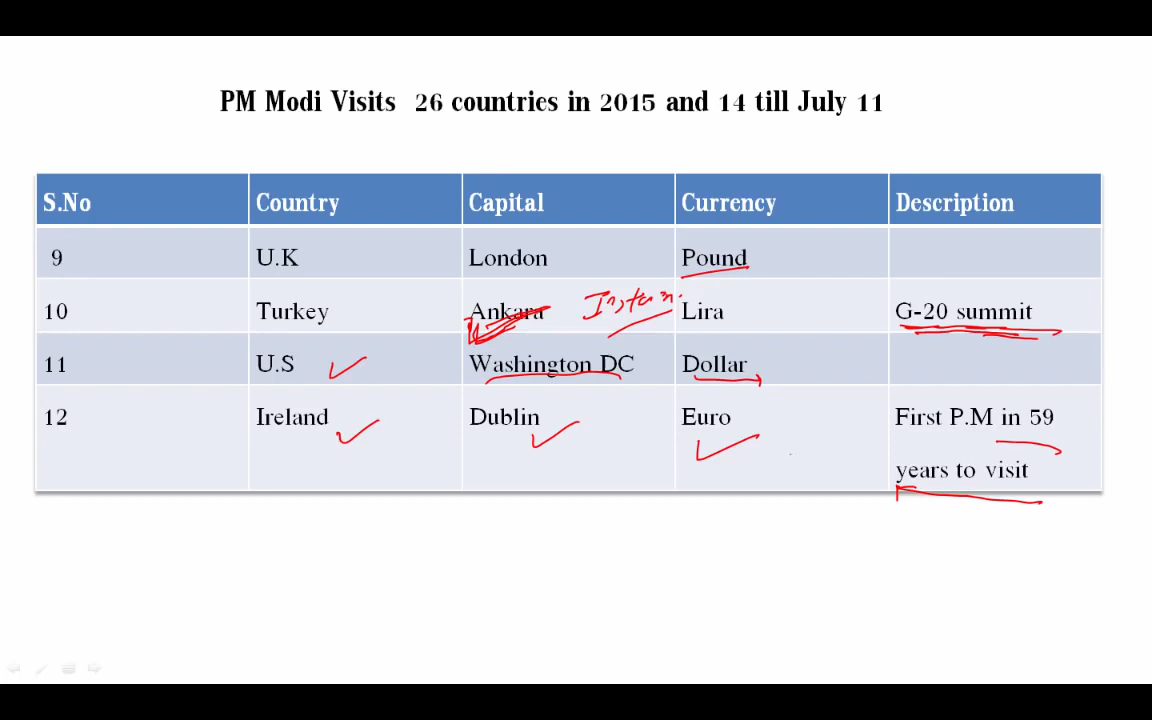 PM Modi Visits 26 countries in 2015 and 14 till July 11
S.No Country Capital Currency Description
9 U.K London Pound
10 Turkey Ankara Lira G-20 summit
11 U.S Washington DC Dollar
12 Ireland Dublin Euro First P.M in 59
years to visit